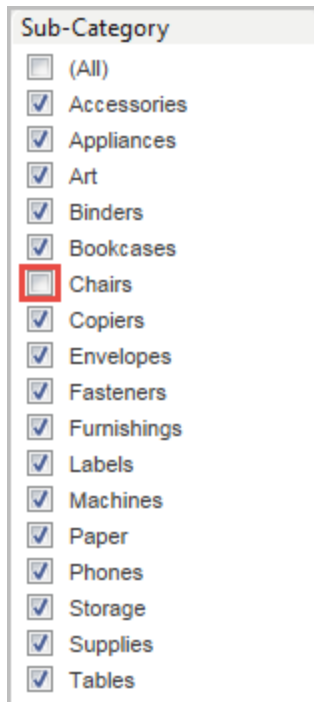 Sub-Category
(All)
Accessories
Appliances
Art
Binders
Bookcases
Chairs
Copiers
Envelopes
Fasteners
Furnishings
Labels
Machines
Paper
Phones
Storage
Supplies
Tables